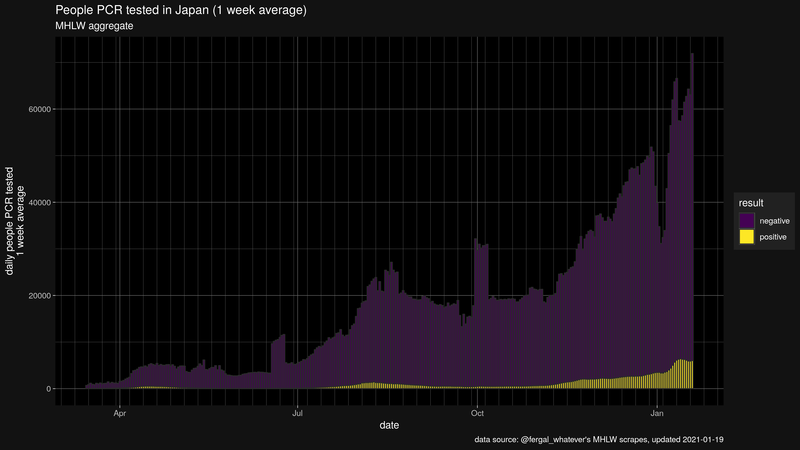 People PCR tested in Japan (1 week average)
MHLW aggregate
daily people PCR tested
1 week average
60000
40000
20000
0
Apr
Jul
Oct
Jan
date
result
negative
positive
data source: @fergal_whatever's MHLW scrapes, updated 2021-01-19